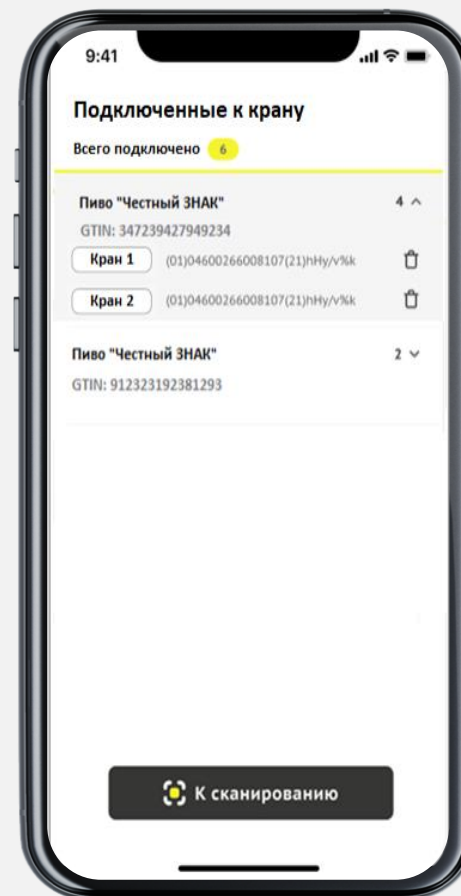 9:41
Подключенные к крану
Всего подключено 6
Пиво "Честный ЗНАК" 4
GTIN: 347239427949234
Кран 1 (01)04600266008107(21)hHy/v%k
Кран 2 (01)04600266008107(21)hHy/v%k
Пиво "Честный ЗНАК" 2
GTIN: 912323192381293
К сканированию